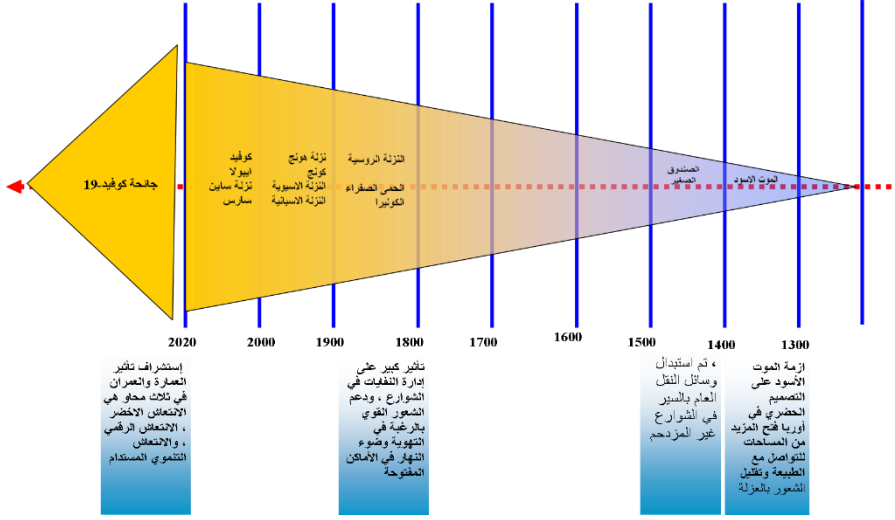 جائحة كوفيد-19
كوفيد
ايبولا
نزلة ساين
سارس
نزلة هونج
كونج
النزلة الاسيوية
النزلة الاسبانية
النزلة الروسية
الحمى الصفراء
الكوليرا
الصندوق
الصغير
الموت الاسود
2020
2000
1900
1800
1700
1600
1500
1400
1300
إستشراف تأثير
العمارة والعمران
في ثلاث محاو هي
الانتعاش الاخضر
، الانتعاش الرقمي
، والانتعاش
التنموي المستدام
تأثير كبير على
إدارة النفايات في
الشوارع ، ودعم
الشعور القوي
بالرغبة في
التهوية وضوء
النهار في الأماكن
المفتوحة
، تم استبدال
وسائل النقل
العام بالسير
في الشوارع
غير المزدحم
ازمة الموت
الأسود على
التصميم
الحضري في
أوربا فتح المزيد
من المساحات
للتواصل مع
الطبيعة وتقليل
الشعور بالعزلة